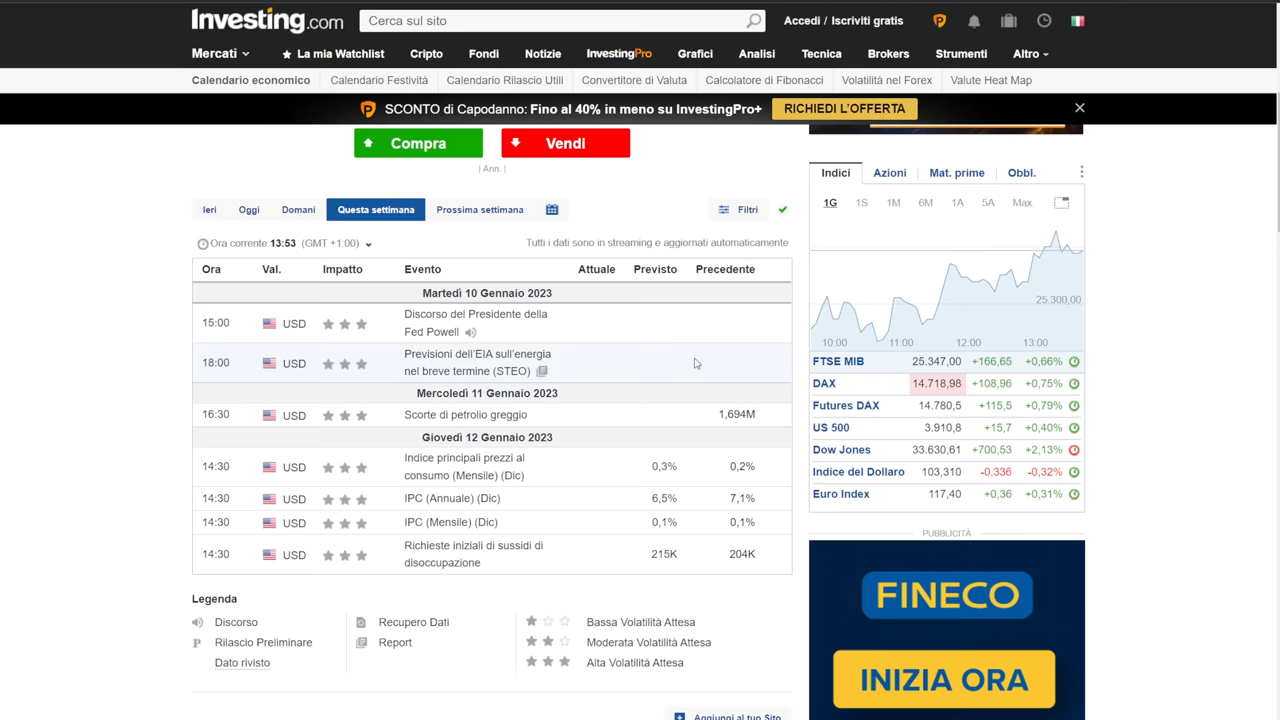 Investing.com
Cerca sul sito
Accedi / Iscriviti gratis
Mercati
La mia Watchlist
Cripto
Fondi
Notizie
InvestingPro
Grafici
Analisi
Tecnica
Brokers
Strumenti
Altro
Calendario economico
Calendario Festività
Calendario Rilascio Utili
Convertitore di Valuta
Calcolatore di Fibonacci
Volatilità nel Forex
Valute Heat Map
SCONTO di Capodanno: Fino al 40% in meno su InvestingPro+
RICHIEDI L'OFFERTA
Compra
Vendi
| Ann. |
Ieri
Oggi
Domani
Questa settimana
Prossima settimana
Filtri
Ora corrente 13:53 (GMT +1:00)
Tutti i dati sono in streaming e aggiornati automaticamente
Ora Val. Impatto Evento Attuale Previsto Precedente
Martedì 10 Gennaio 2023
15:00 USD Discorso del Presidente della
Fed Powell
18:00 USD Previsioni dell'EIA sull'energia
nel breve termine (STEO)
Mercoledì 11 Gennaio 2023
16:30 USD Scorte di petrolio greggio 1,694M
Giovedì 12 Gennaio 2023
14:30 USD Indice principali prezzi al
consumo (Mensile) (Dic) 0,3% 0,2%
14:30 USD IPC (Annuale) (Dic) 6,5% 7,1%
14:30 USD IPC (Mensile) (Dic) 0,1% 0,1%
14:30 USD Richieste iniziali di sussidi di
disoccupazione 215K 204K
Legenda
Discorso
Rilascio Preliminare
Dato rivisto
Recupero Dati
Report
Bassa Volatilità Attesa
Moderata Volatilità Attesa
Alta Volatilità Attesa
Aggiungi al tuo Sito
Indici
Azioni
Mat. prime
Obbl.
1G 1S 1M 6M 1A 5A Max.
25.300,00
10:00 11:00 12:00 13:00
FTSE MIB 25.347,00 +166,65 +0,66%
DAX 14.718,98 +108,96 +0,75%
Futures DAX 14.780,5 +115,5 +0,79%
US 500 3.910,8 +15,7 +0,40%
Dow Jones 33.630,61 +700,53 +2,13%
Indice del Dollaro 103,310 -0,336 -0,32%
Euro Index 117,40 +0,36 +0,31%
PUBBLICITÀ
FINECO
INIZIA ORA